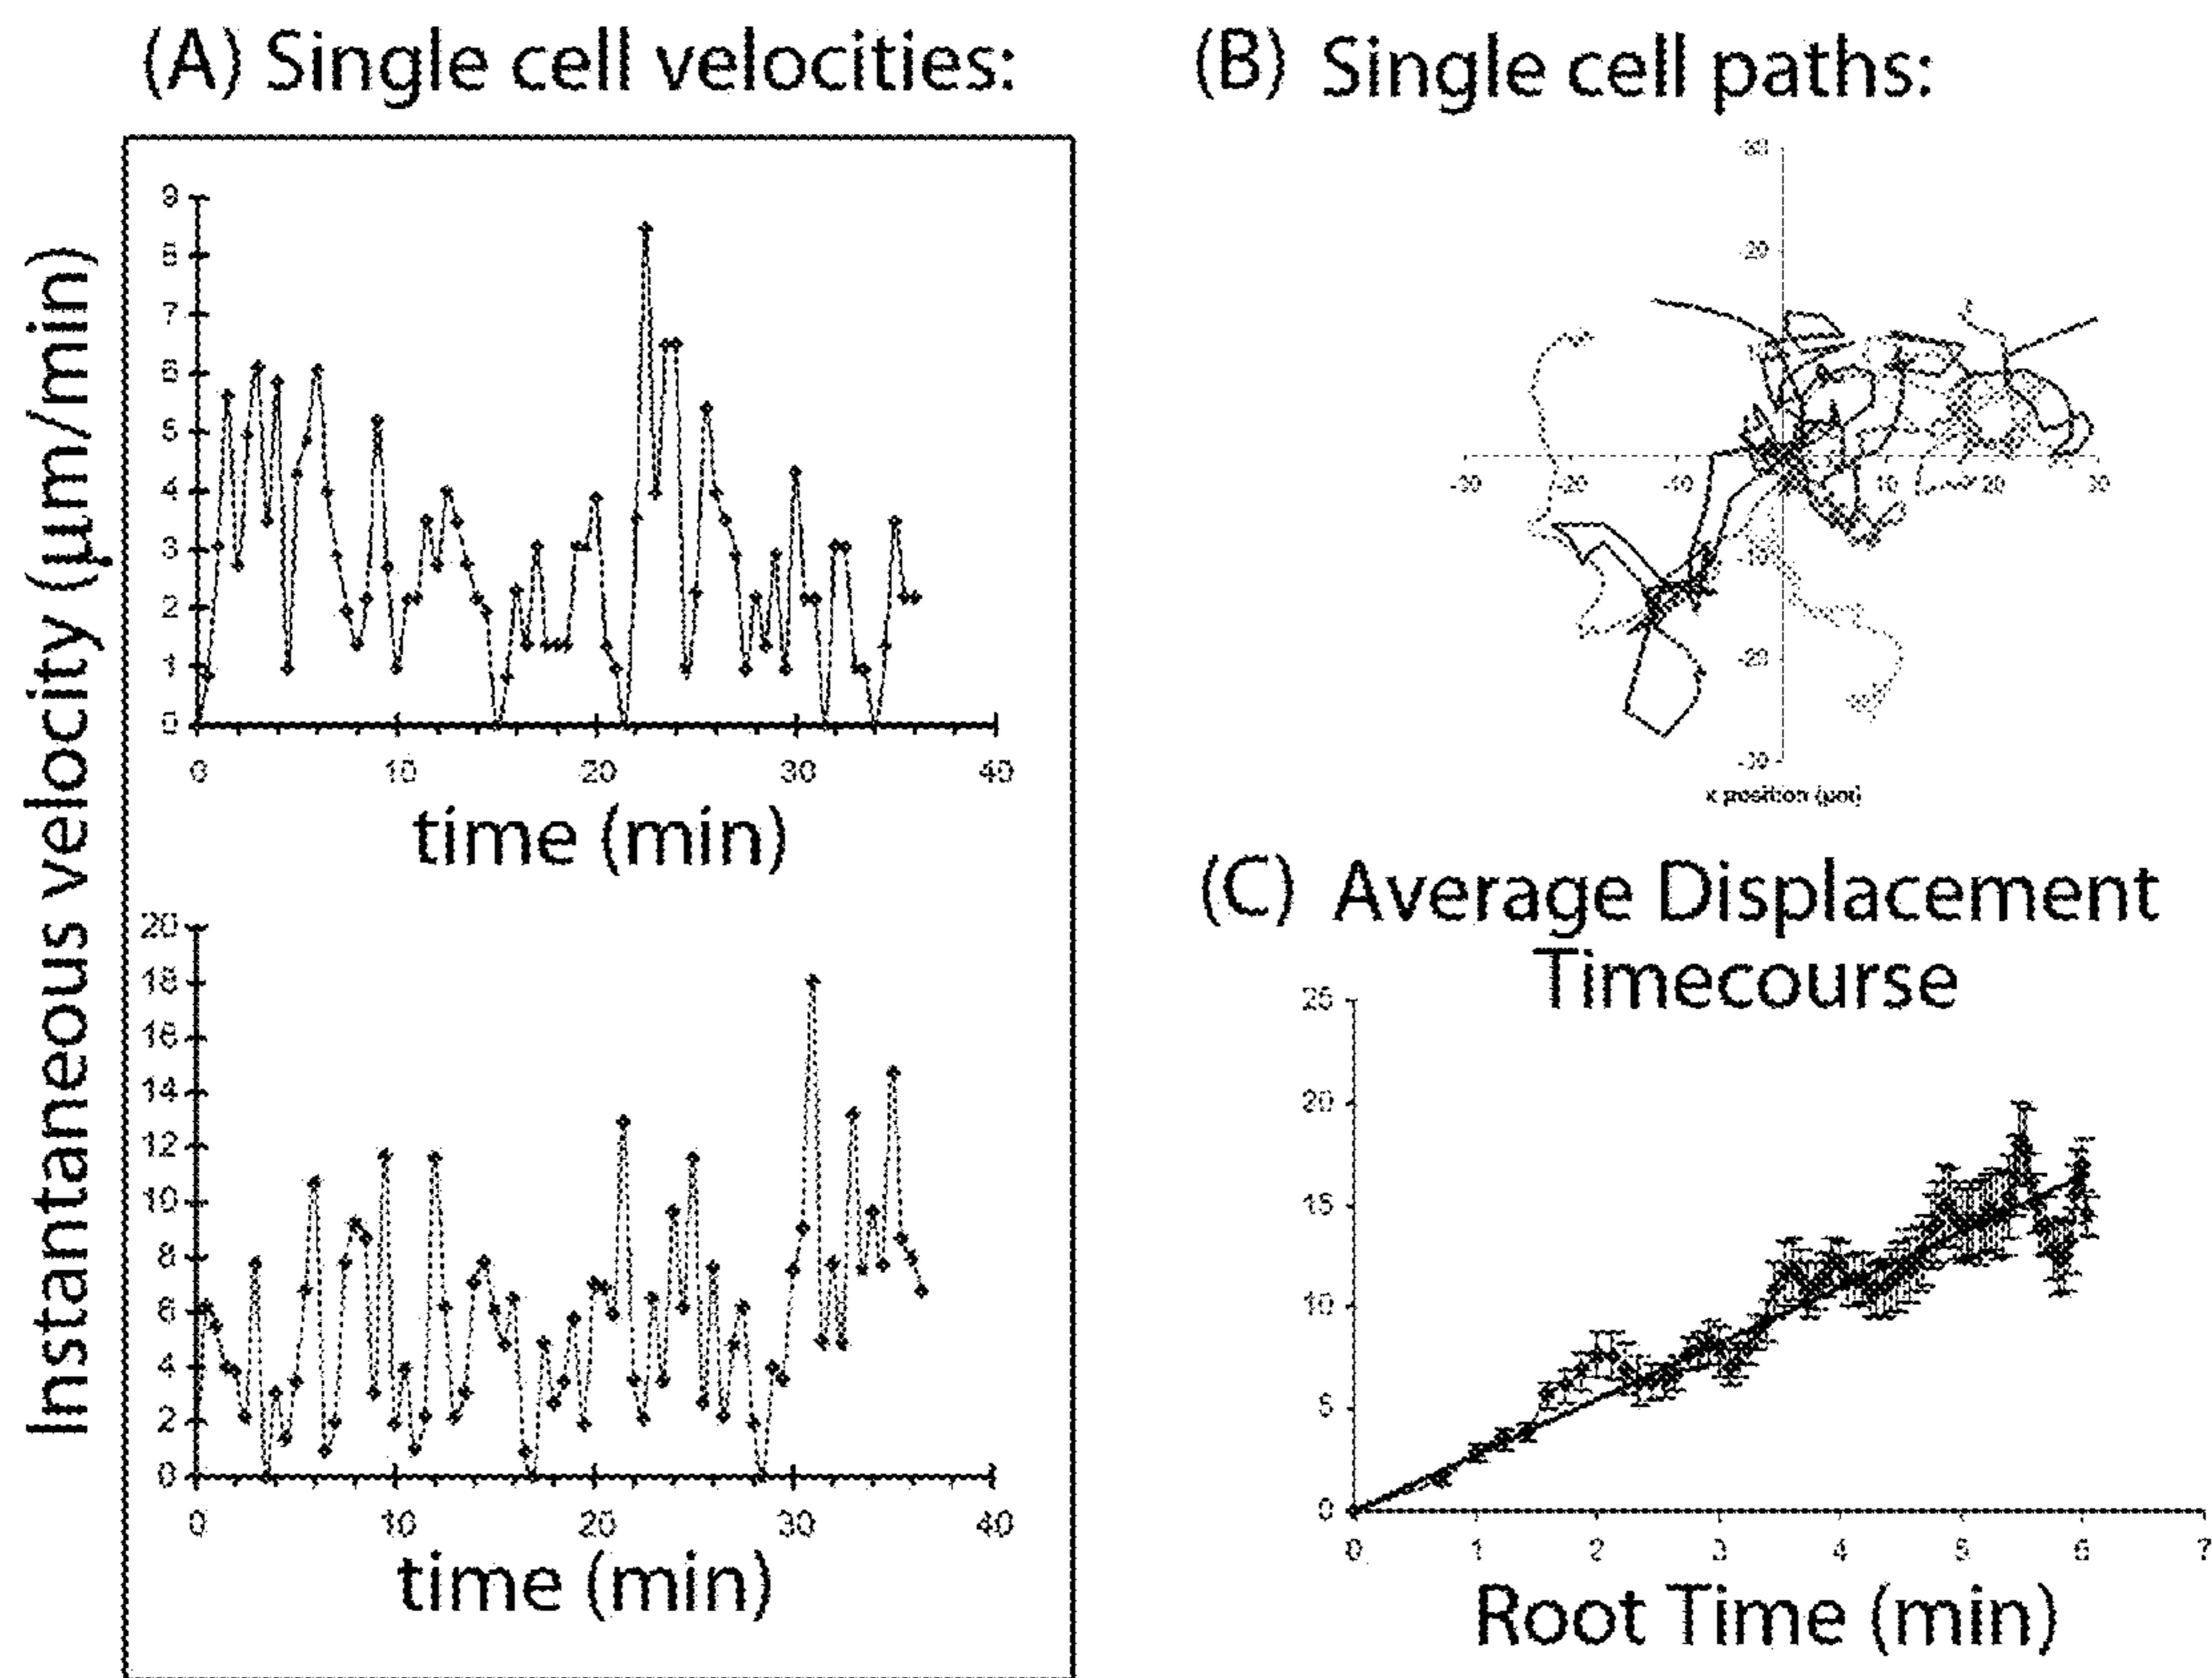 (A) Single cell velocities:
Instantaneous velocity (µm/min)
9
8
7
6
5
4
3
2
1
0
0 10 20 30 40
time (min)
20
18
16
14
12
10
8
6
4
2
0
0 10 20 30 40
time (min)
(B) Single cell paths:
-20
-20
10
20
30
-10
-20
-30
x position (µm)
(C) Average Displacement
Timecourse
25
20
15
10
5
0
0 1 2 3 4 5 6 7
Root Time (min)